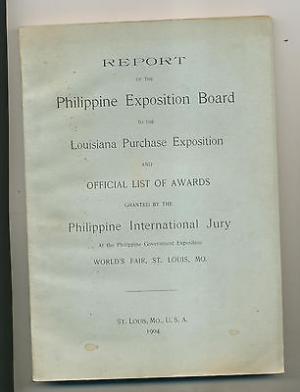 REPORT
OF THE
Philippine Exposition Board
TO THE
Louisiana Purchase Exposition
AND
OFFICIAL LIST OF AWARDS
GRANTED BY THE
Philippine International Jury
At the Philippine Government Exposition
WORLD'S FAIR, ST. LOUIS, MO.
ST. LOUIS, MO., U. S. A.
1904